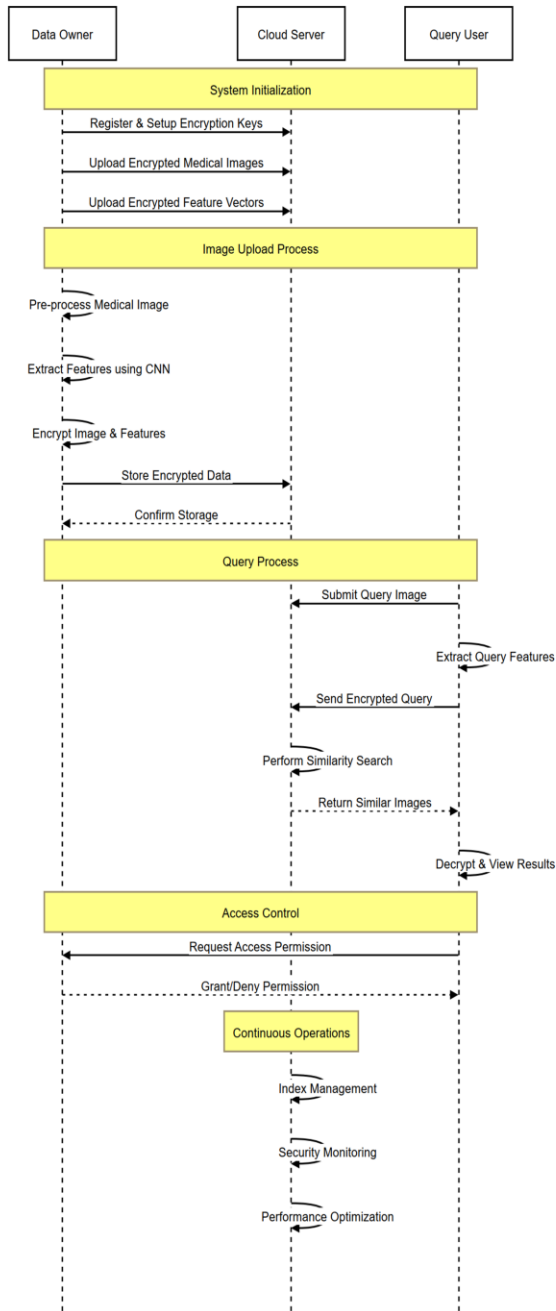 Data Owner
Cloud Server
Query User
System Initialization
Register & Setup Encryption Keys
Upload Encrypted Medical Images
Upload Encrypted Feature Vectors
Image Upload Process
Pre-process Medical Image
Extract Features using CNN
Encrypt Image & Features
Store Encrypted Data
Confirm Storage
Query Process
Submit Query Image
Extract Query Features
Send Encrypted Query
Perform Similarity Search
Return Similar Images
Decrypt & View Results
Access Control
Request Access Permission
Grant/Deny Permission
Continuous Operations
Index Management
Security Monitoring
Performance Optimization